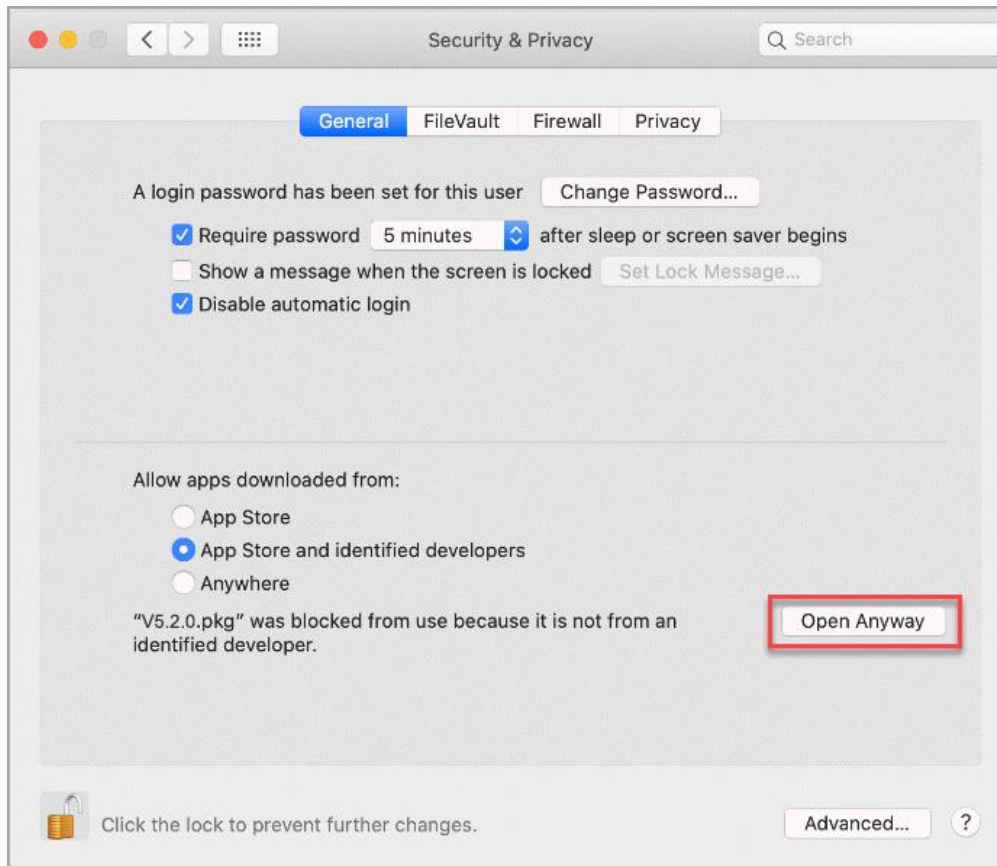 Security & Privacy
Search
General FileVault Firewall Privacy
A login password has been set for this user Change Password...
Require password 5 minutes after sleep or screen saver begins
Show a message when the screen is locked Set Lock Message...
Disable automatic login
Allow apps downloaded from:
App Store
App Store and identified developers
Anywhere
“V5.2.0.pkg” was blocked from use because it is not from an
identified developer.
Open Anyway
Click the lock to prevent further changes.
Advanced...
?